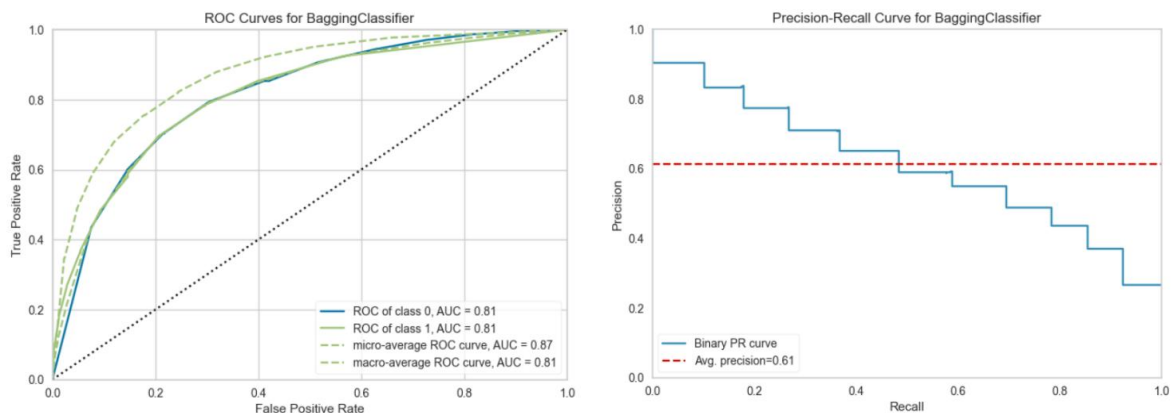 ROC Curves for BaggingClassifier
1.0
0.8
0.6
0.4
0.2
0.0
True Positive Rate
0.0 0.2 0.4 0.6 0.8 1.0
False Positive Rate
ROC of class 0, AUC = 0.81
ROC of class 1, AUC = 0.81
micro-average ROC curve, AUC = 0.87
macro-average ROC curve, AUC = 0.81
Precision-Recall Curve for BaggingClassifier
1.0
0.8
0.6
0.4
0.2
0.0
Precision
0.0 0.2 0.4 0.6 0.8 1.0
Recall
Binary PR curve
Avg. precision=0.61